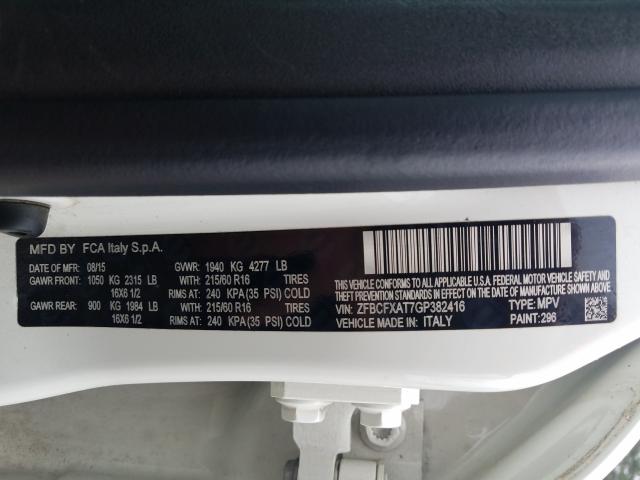 MFD BY FCA Italy S.p.A.
DATE OF MFD: 08/15 GVWR: 1940 KG 4277 LB
GAWR FRONT: 1050 KG 2315 LB WITH: 215/60 R16 TIRES
16X6 1/2 RIMS AT: 240 KPA(35 PSI) COLD
GAWR REAR: 900 KG 1984 LB WITH: 215/60 R16 TIRES
16X6 1/2 RIMS AT: 240 KPA(35 PSI) COLD
THIS VEHICLE CONFORMS TO ALL APPLICABLE U.S.A. FEDERAL MOTOR
VEHICLE SAFETY, BUMPER, AND THEFT PREVENTION STANDARDS IN
EFFECT ON THE DATE OF MANUFACTURE SHOWN ABOVE.
VIN: ZFBCFXAT7GP382416 TYPE: MPV
VEHICLE MADE IN: ITALY PAINT: 296